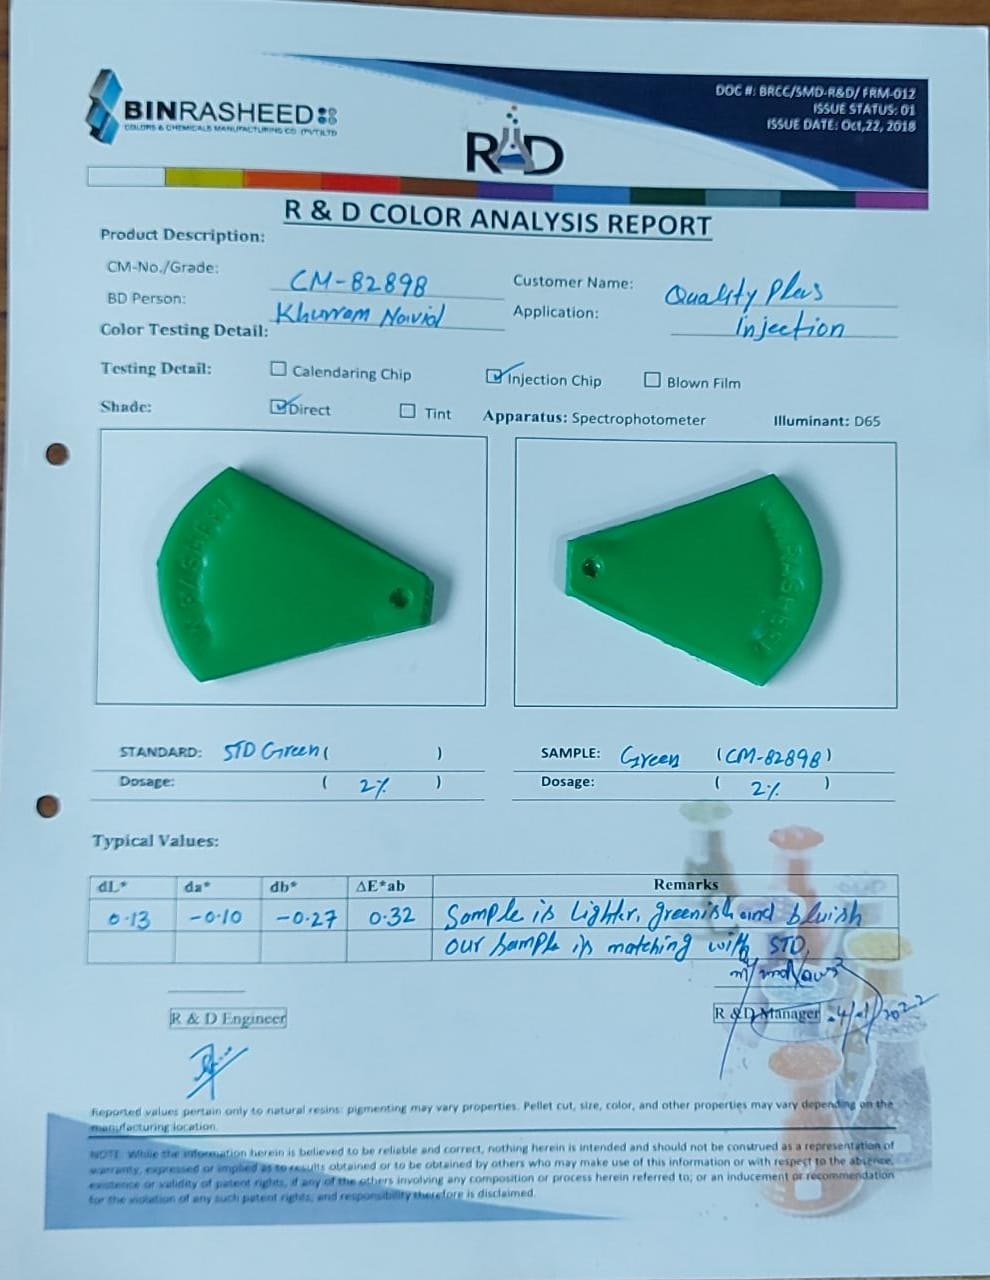 BINRASHEED
COLORS & CHEMICALS MANUFACTURING CO. (PVT)LTD
DOC #: BRCC/SMD-R&D/ FRM-012
ISSUE STATUS: 01
ISSUE DATE: Oct,22, 2018
R&D
R & D COLOR ANALYSIS REPORT
Product Description:
CM-No./Grade: CM-82898 Customer Name: Quality Plus
BD Person: Khurram Navid Application: Injection
Color Testing Detail:
Testing Detail: Calendaring Chip Injection Chip Blown Film
Shade: Direct Tint Apparatus: Spectrophotometer Illuminant: D65
STANDARD: STD Green ( ) SAMPLE: Green (CM-82898)
Dosage: ( 2% ) Dosage: ( 2% )
Typical Values:
dL* da* db* ΔE*ab Remarks
0.13 -0.10 -0.27 0.32 Sample is lighter, greenish and bluish
our sample is matching with STD.
R & D Engineer R & D Manager
Reported values pertain only to natural resins: pigmenting may vary properties. Pellet cut, size, color, and other properties may vary depending on the
manufacturing location.
NOTE: While the information herein is believed to be reliable and correct, nothing herein is intended and should not be construed as a representation of
warranty, expressed or implied as to results obtained or to be obtained by others who may make use of this information or with respect to the absence,
existence or validity of patent rights, if any of the others involving any composition or process herein referred to; or an inducement or recommendation
for the violation of any such patent rights; and responsibility therefore is disclaimed.